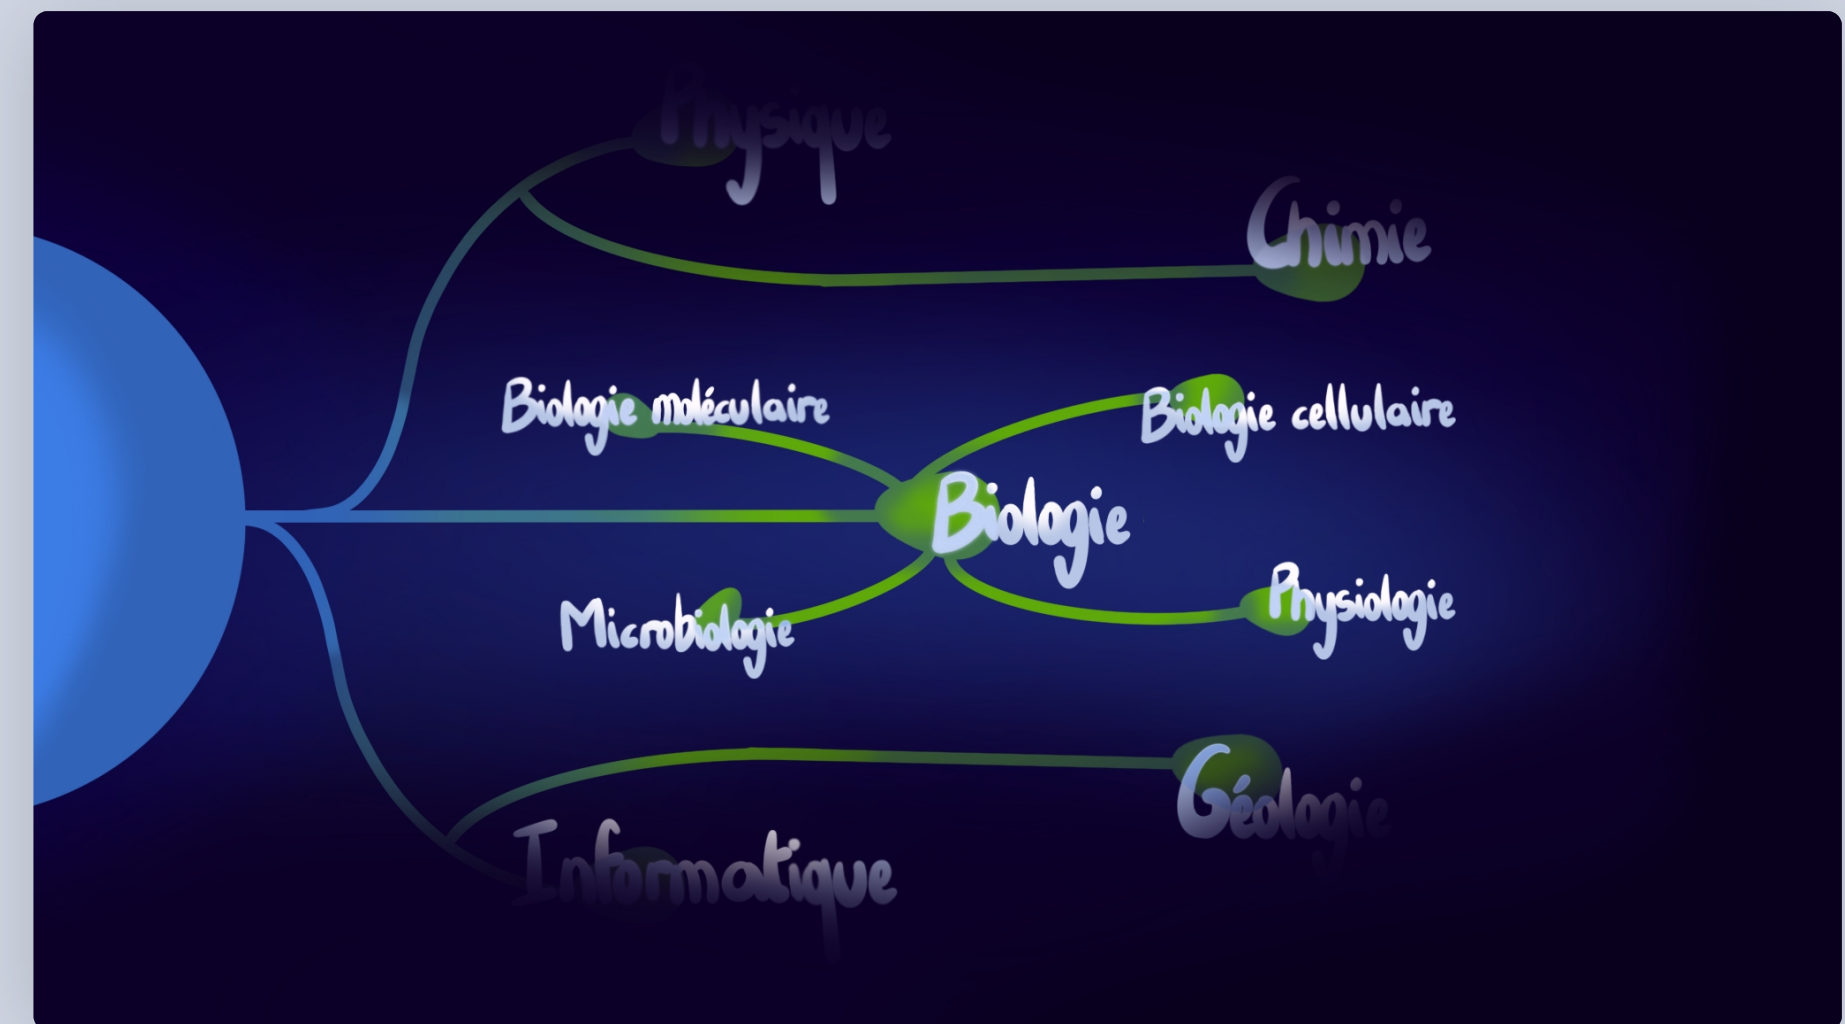 Physique
Chimie
Biologie moléculaire
Biologie cellulaire
Biologie
Microbiologie
Physiologie
Géologie
Informatique